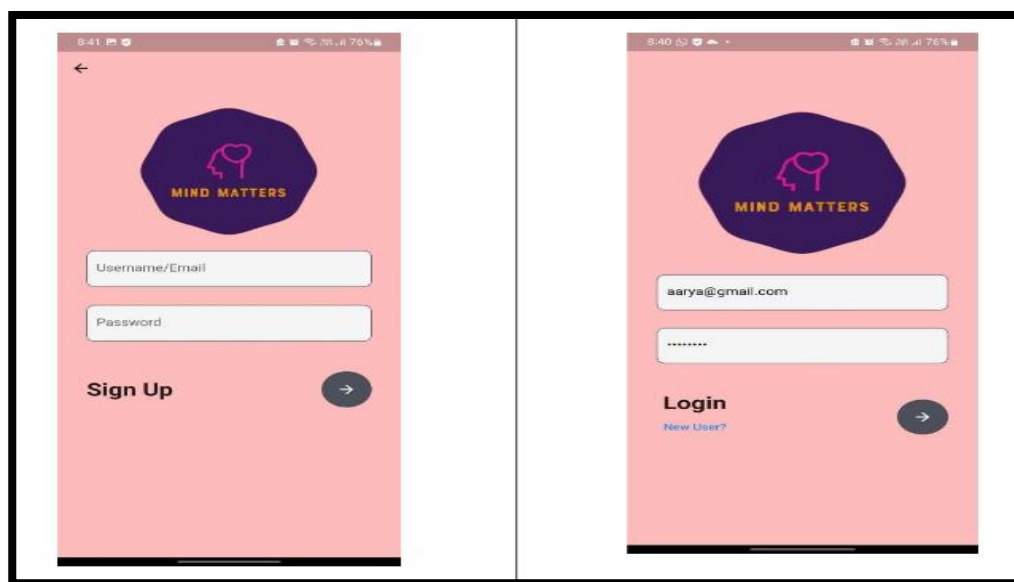 8:41
76%
MIND MATTERS
Username/Email
Password
Sign Up
8:40
76%
MIND MATTERS
aarya@gmail.com
••••••••
Login
New User?